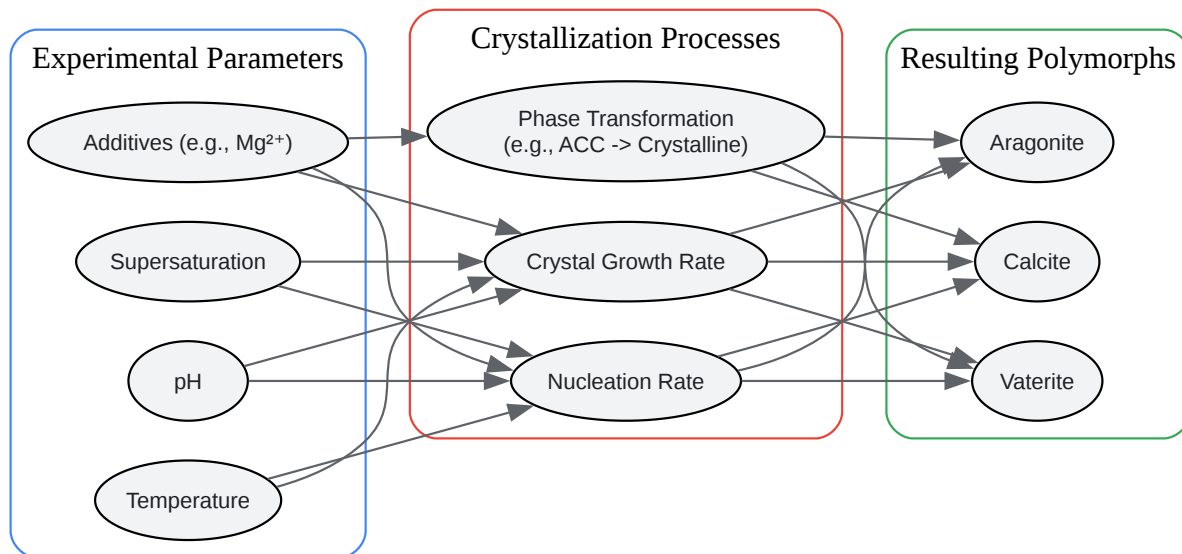 Experimental Parameters
Additives (e.g., Mg²⁺)
Supersaturation
pH
Temperature
Crystallization Processes
Phase Transformation
(e.g., ACC -> Crystalline)
Crystal Growth Rate
Nucleation Rate
Resulting Polymorphs
Aragonite
Calcite
Vaterite